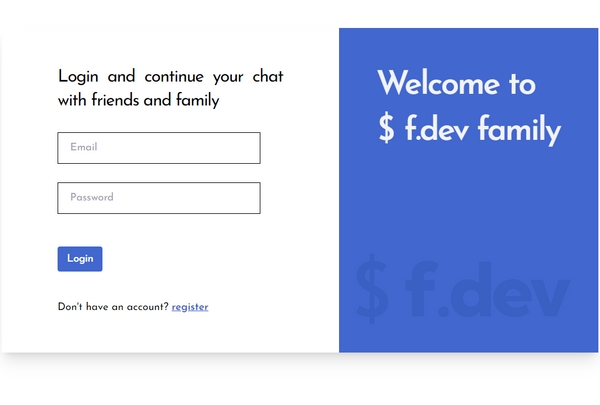 Login and continue your chat
with friends and family
Email
Password
Login
Don't have an account? register
Welcome to
$ f.dev family
$ f.dev